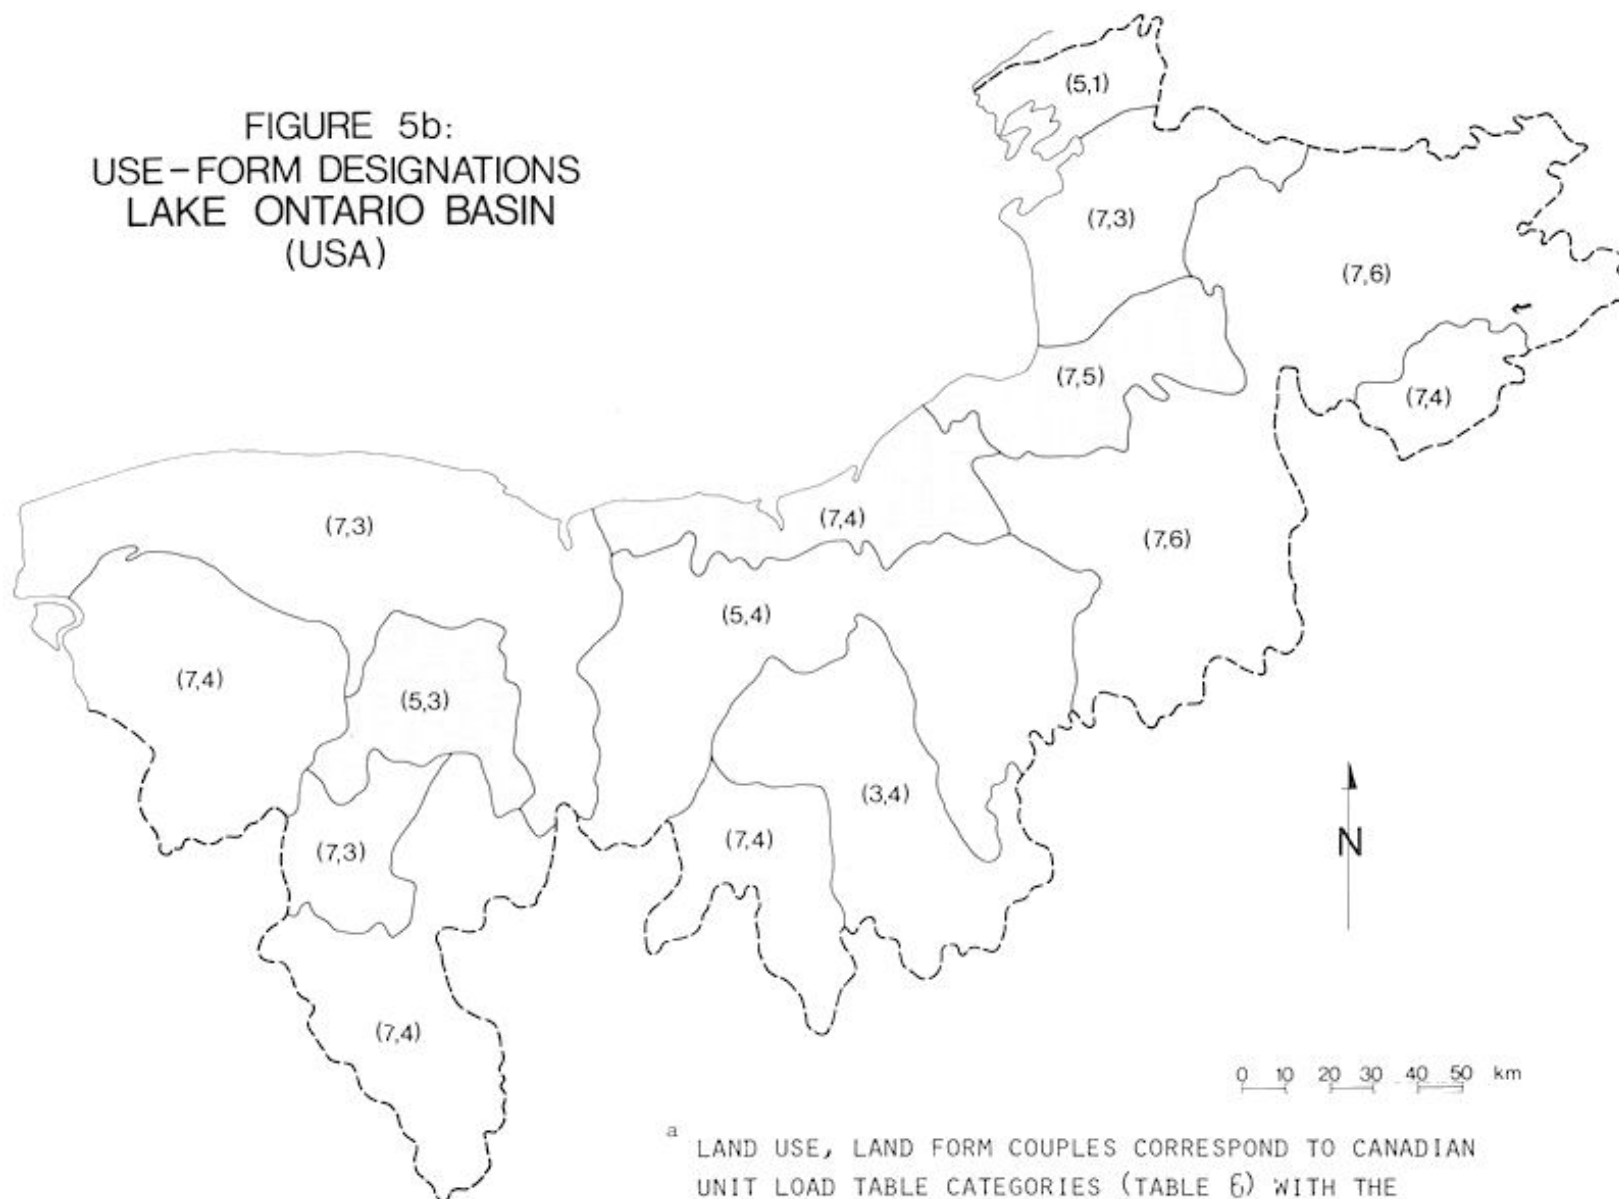 FIGURE 5b:
USE-FORM DESIGNATIONS
LAKE ONTARIO BASIN
(USA)
(5,1)
(7,3)
(7,6)
(7,5)
(7,4)
(7,3)
(7,4)
(7,6)
(5,4)
(7,4)
(5,3)
(3,4)
(7,4)
(7,3)
N
(7,4)
0 10 20 30 40 50 km
a LAND USE, LAND FORM COUPLES CORRESPOND TO CANADIAN
UNIT LOAD TABLE CATEGORIES (TABLE 6) WITH THE